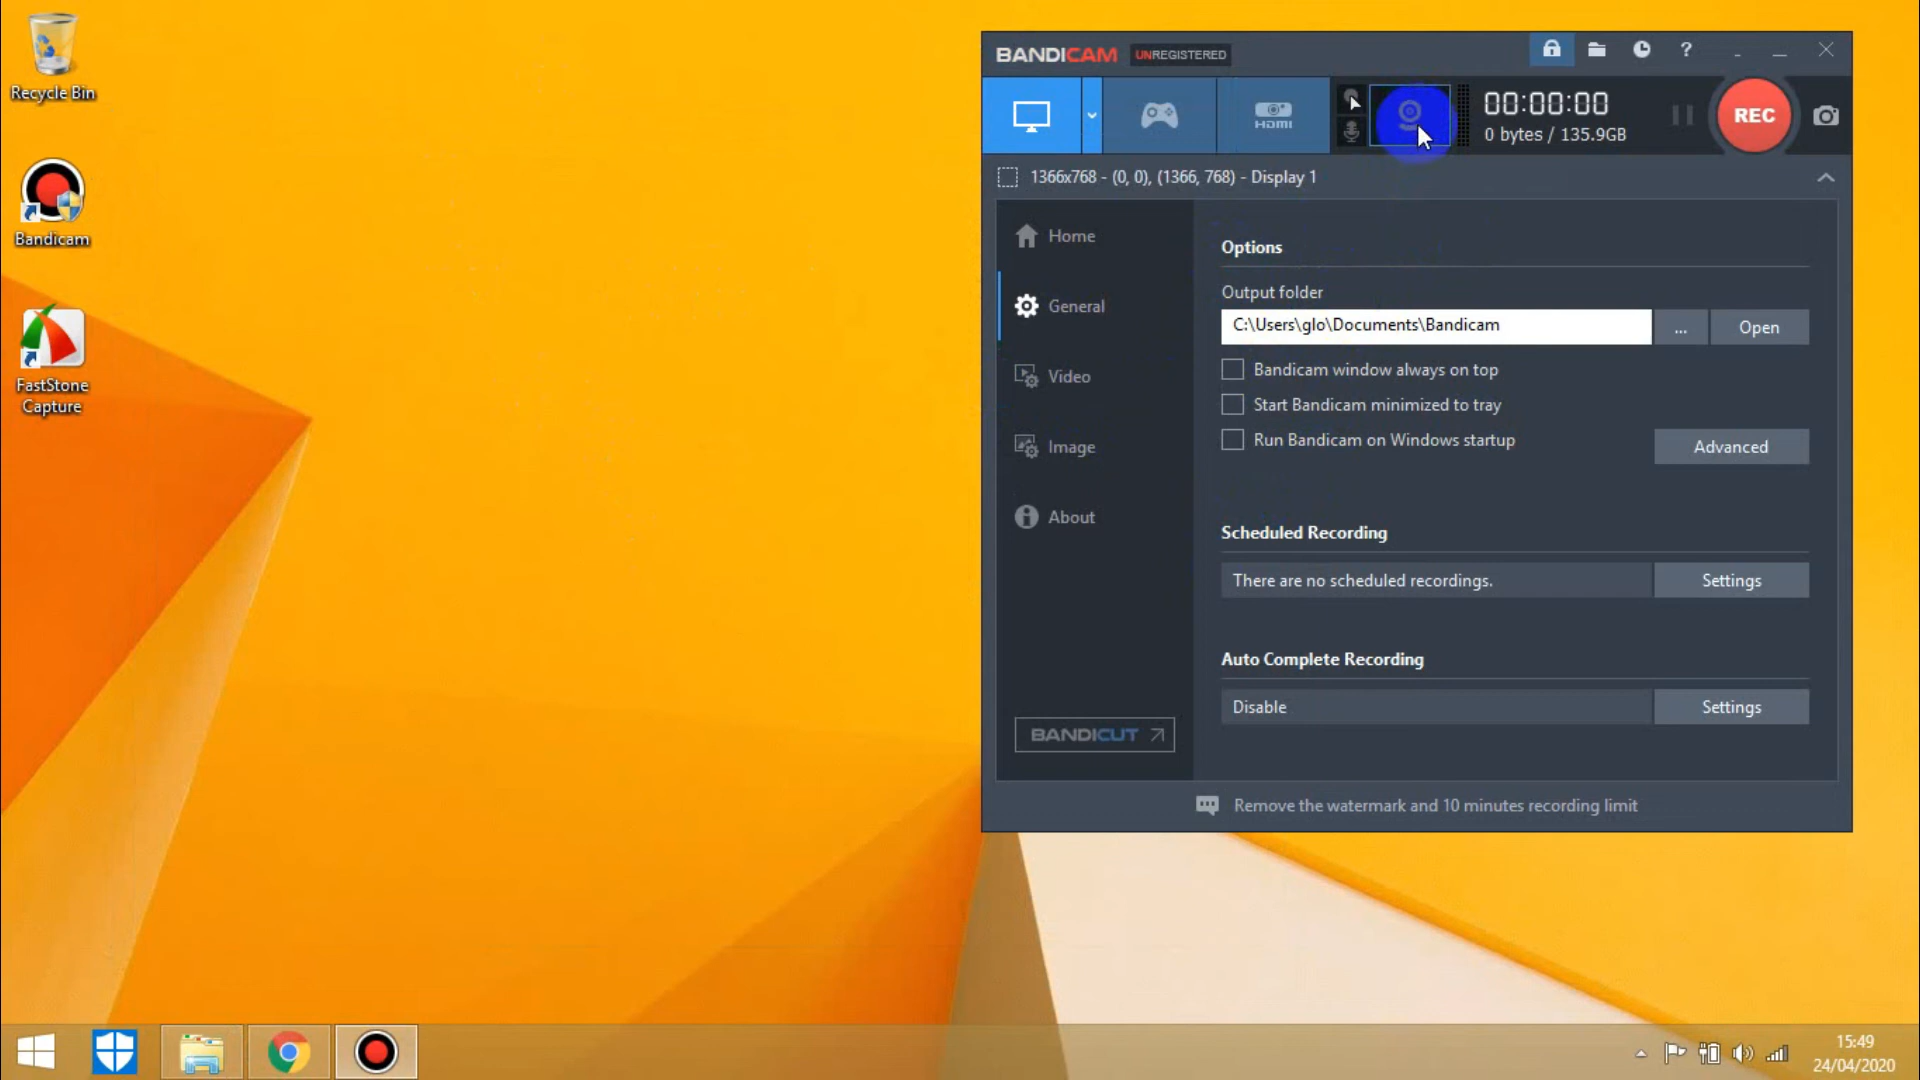 Recycle Bin
Bandicam
FastStone
Capture
BANDICAM UNREGISTERED
?
HDMI
00:00:00
0 bytes / 135.9GB
REC
1366x768 - (0, 0), (1366, 768) - Display 1
Home
General
Video
Image
About
BANDICUT
Options
Output folder
C:\Users\glo\Documents\Bandicam
...
Open
Bandicam window always on top
Start Bandicam minimized to tray
Run Bandicam on Windows startup
Advanced
Scheduled Recording
There are no scheduled recordings.
Settings
Auto Complete Recording
Disable
Settings
Remove the watermark and 10 minutes recording limit
15:49
24/04/2020